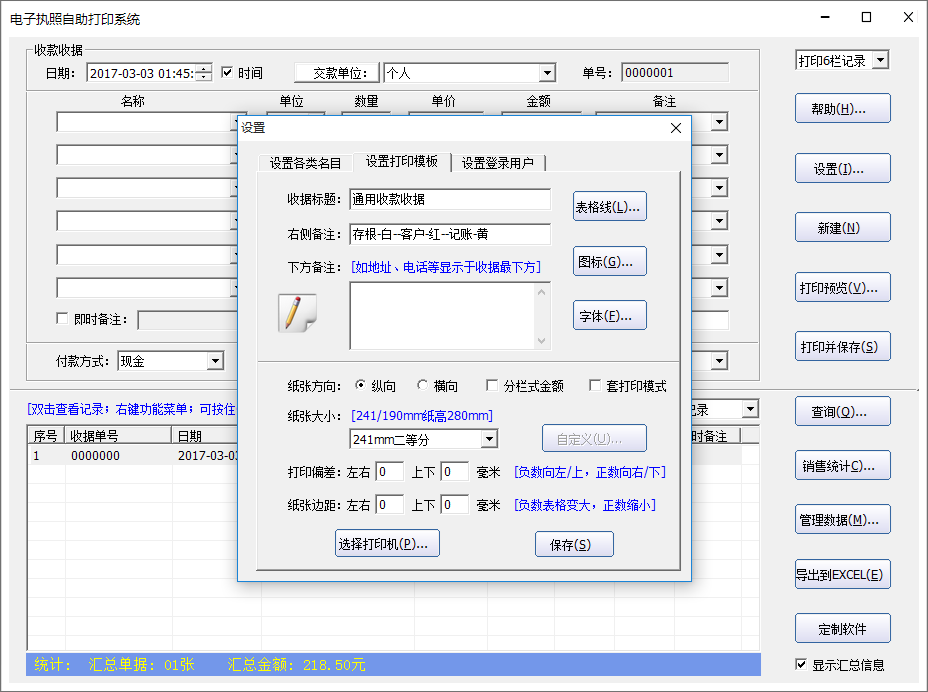 电子执照自助打印系统
收款收据
日期： 2017-03-03 01:45: 时间 交款单位： 个人 单号： 0000001 打印6栏记录
名称 单位 数量 单价 金额 备注
帮助(H)...
设置(I)...
新建(N)
打印预览(V)...
即时备注：
打印并保存(S)
付款方式： 现金
[双击查看记录；右键功能菜单；可按住 记录
查询(Q)...
序号 收据单号 日期 时备注
1 0000000 2017-03-03
销售统计C)...
管理数据(M)...
导出到EXCEL(E)
定制软件
统计： 汇总单据：01张 汇总金额：218.50元
显示汇总信息
设置
设置各类名目 设置打印模板 设置登录用户
收据标题： 通用收款收据 表格线(L)...
右侧备注： 存根-白--客户-红--记账-黄
下方备注： [如地址、电话等显示于收据最下方] 图标(G)...
字体(F)...
纸张方向： 纵向 横向 分栏式金额 套打印模式
纸张大小： [241/190mm纸高280mm]
241mm二等分 自定义(U)...
打印偏差：左右 0 上下 0 毫米 [负数向左/上，正数向右/下]
纸张边距：左右 0 上下 0 毫米 [负数表格变大，正数缩小]
选择打印机(P)... 保存(S)